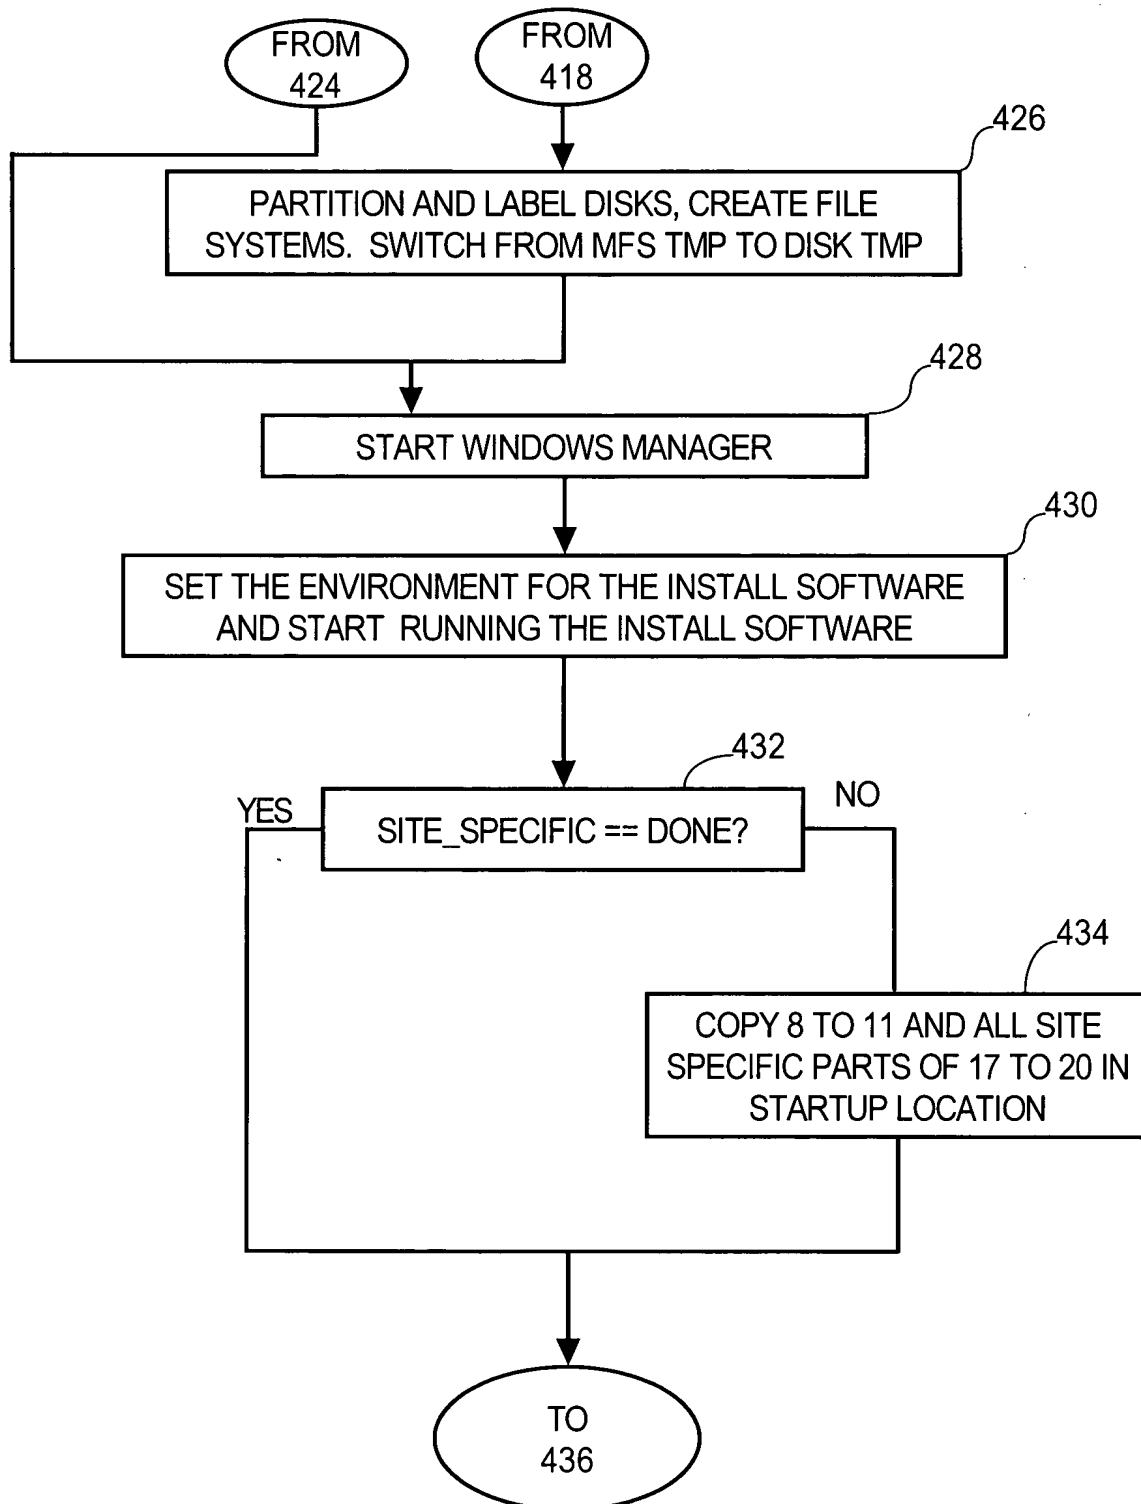 FROM
424
FROM
418
426
PARTITION AND LABEL DISKS, CREATE FILE
SYSTEMS. SWITCH FROM MFS TMP TO DISK TMP
428
START WINDOWS MANAGER
430
SET THE ENVIRONMENT FOR THE INSTALL SOFTWARE
AND START RUNNING THE INSTALL SOFTWARE
432
YES
SITE_SPECIFIC == DONE?
NO
434
COPY 8 TO 11 AND ALL SITE
SPECIFIC PARTS OF 17 TO 20 IN
STARTUP LOCATION
TO
436